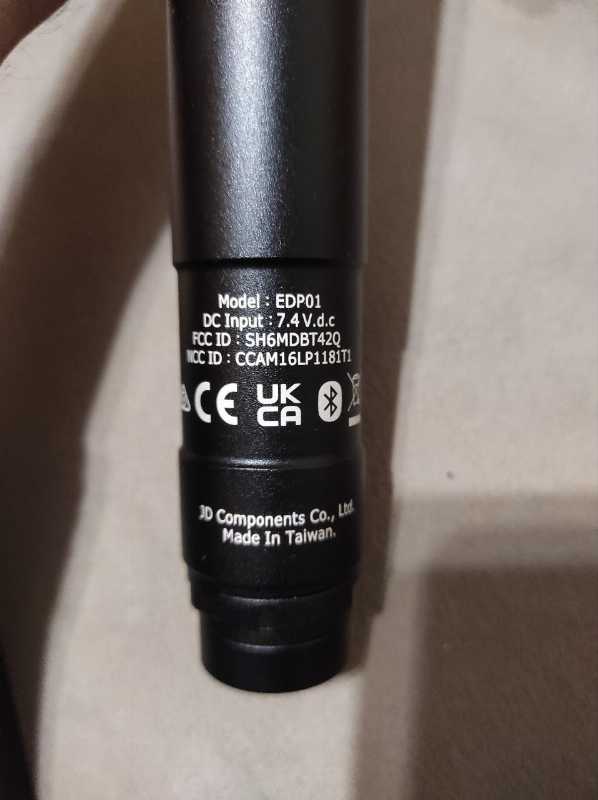 Model : EDP01
DC Input : 7.4 V.d.c
FCC ID : SH6MDBT42Q
NCC ID : CCAM16LP1181T1
CE
UK
CA
JD Components Co., Ltd.
Made In Taiwan.